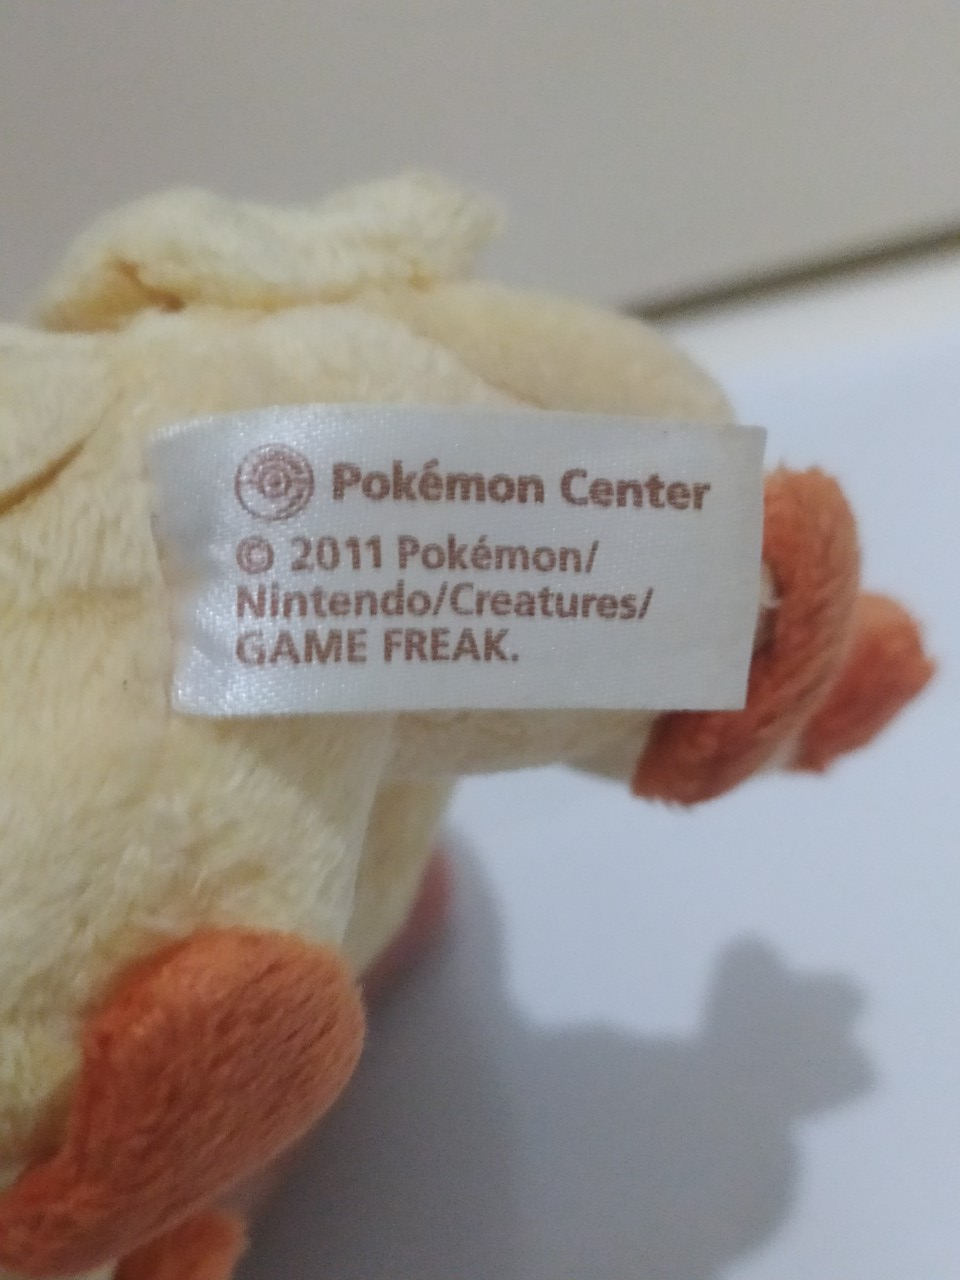 Pokémon Center
© 2011 Pokémon/
Nintendo/Creatures/
GAME FREAK.